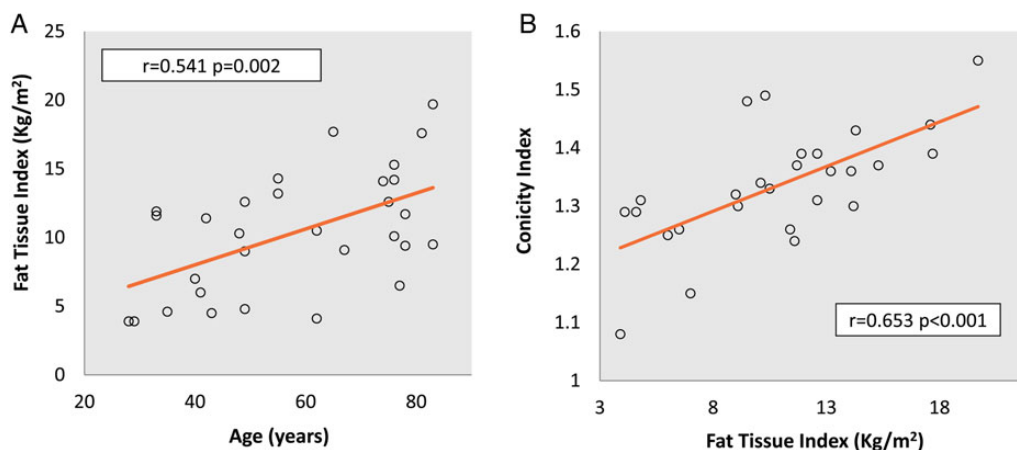 A
r=0.541 p=0.002
Fat Tissue Index (Kg/m²)
25
20
15
10
5
0
20 40 60 80
Age (years)
B
Conicity Index
1.6
1.5
1.4
1.3
1.2
1.1
1
r=0.653 p<0.001
3 8 13 18
Fat Tissue Index (Kg/m²)